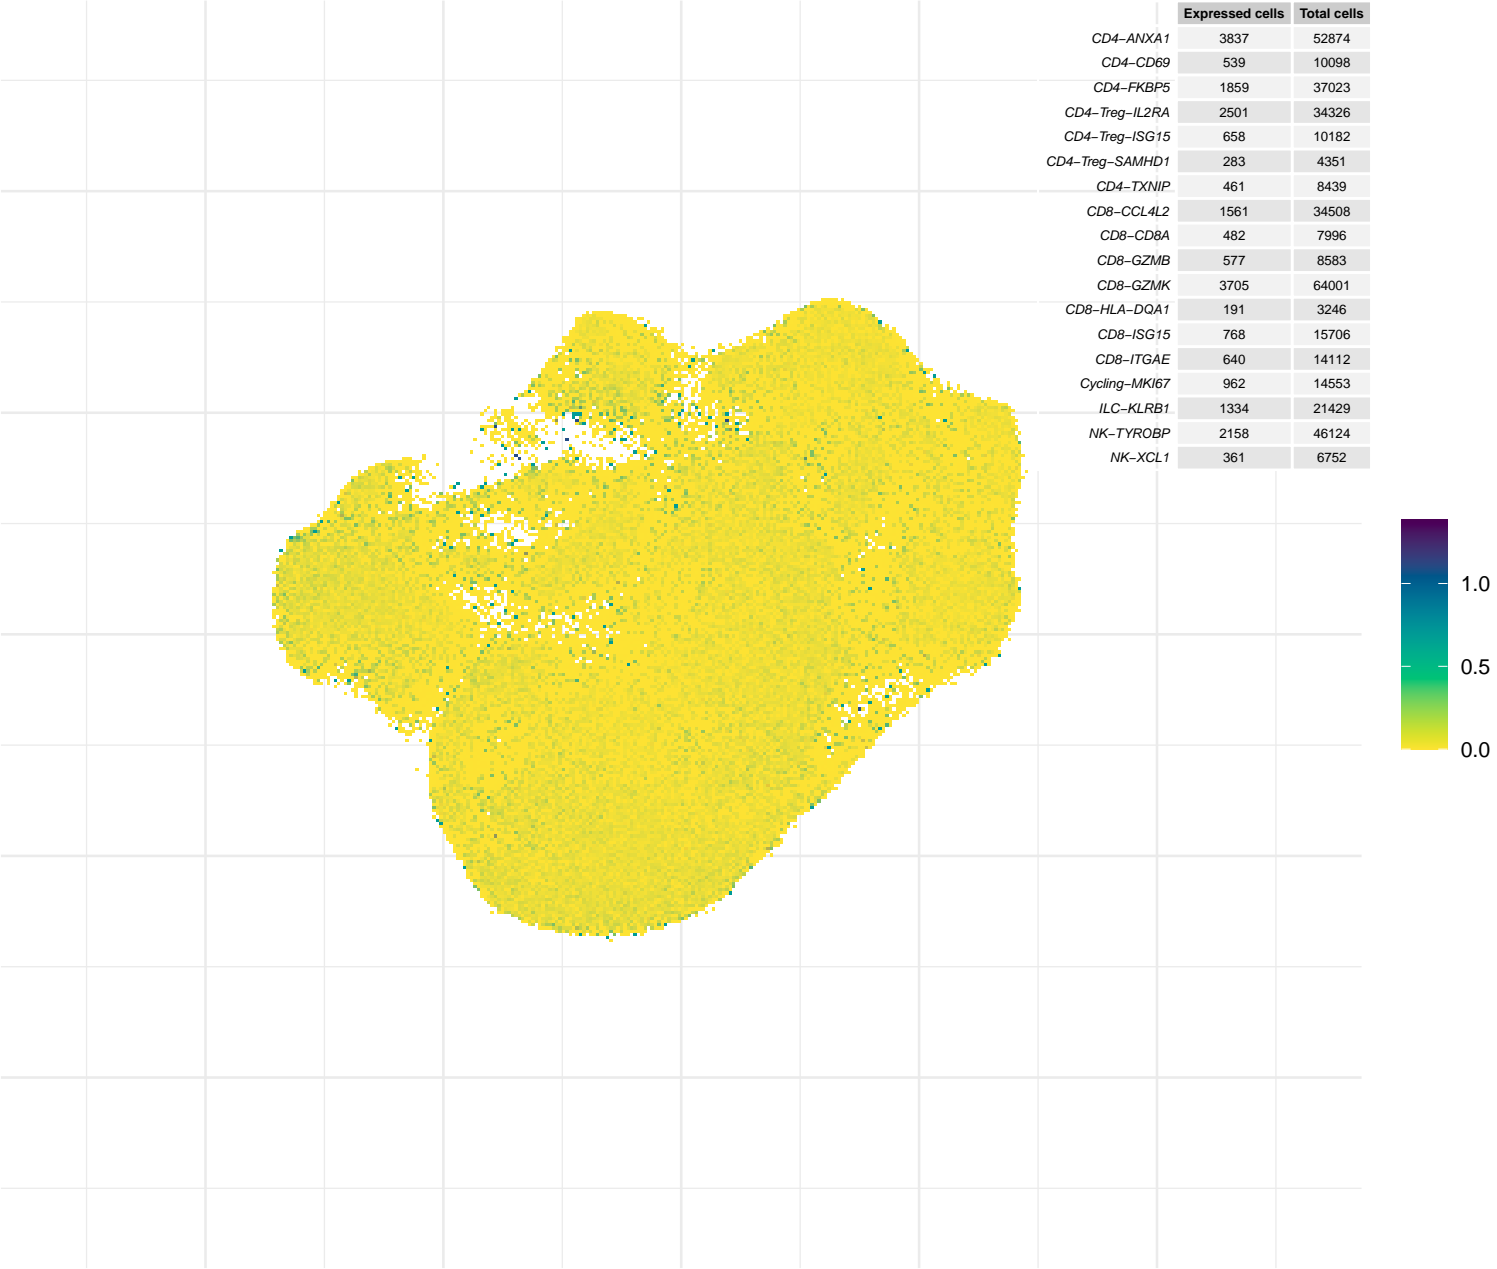 Expressed cells Total cells
CD4−ANXA1 3837 52874
CD4−CD69 539 10098
CD4−FKBP5 1859 37023
CD4−Treg−IL2RA 2501 34326
CD4−Treg−ISG15 658 10182
CD4−Treg−SAMHD1 283 4351
CD4−TXNIP 461 8439
CD8−CCL4L2 1561 34508
CD8−CD8A 482 7996
CD8−GZMB 577 8583
CD8−GZMK 3705 64001
CD8−HLA−DQA1 191 3246
CD8−ISG15 768 15706
CD8−ITGAE 640 14112
Cycling−MKI67 962 14553
ILC−KLRB1 1334 21429
NK−TYROBP 2158 46124
NK−XCL1 361 6752
1.0
0.5
0.0